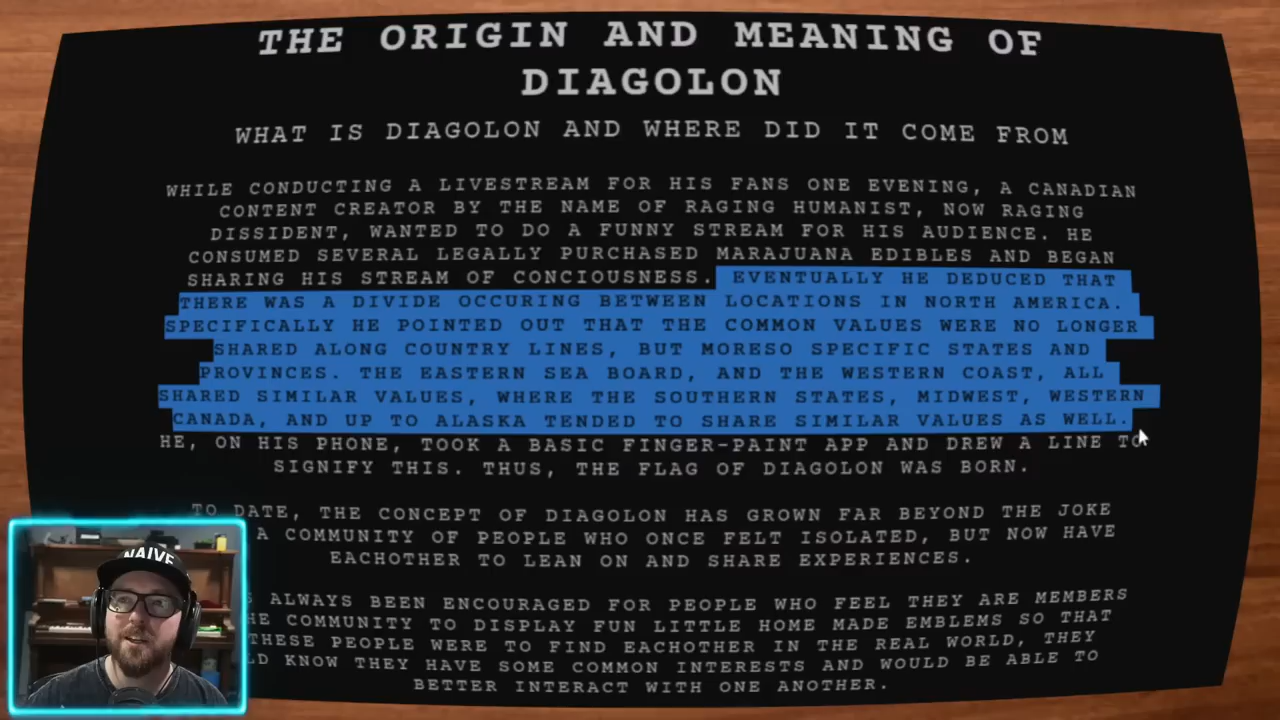 THE ORIGIN AND MEANING OF
DIAGOLON
WHAT IS DIAGOLON AND WHERE DID IT COME FROM
WHILE CONDUCTING A LIVESTREAM FOR HIS FANS ONE EVENING, A CANADIAN
CONTENT CREATOR BY THE NAME OF RAGING HUMANIST, NOW RAGING
DISSIDENT, WANTED TO DO A FUNNY STREAM FOR HIS AUDIENCE. HE
CONSUMED SEVERAL LEGALLY PURCHASED MARAJUANA EDIBLES AND BEGAN
SHARING HIS STREAM OF CONCIOUSNESS. EVENTUALLY HE DEDUCED THAT
THERE WAS A DIVIDE OCCURING BETWEEN LOCATIONS IN NORTH AMERICA.
SPECIFICALLY HE POINTED OUT THAT THE COMMON VALUES WERE NO LONGER
SHARED ALONG COUNTRY LINES, BUT MORESO SPECIFIC STATES AND
PROVINCES. THE EASTERN SEA BOARD, AND THE WESTERN COAST, ALL
SHARED SIMILAR VALUES, WHERE THE SOUTHERN STATES, MIDWEST, WESTERN
CANADA, AND UP TO ALASKA TENDED TO SHARE SIMILAR VALUES AS WELL.
HE, ON HIS PHONE, TOOK A BASIC FINGER-PAINT APP AND DREW A LINE TO
SIGNIFY THIS. THUS, THE FLAG OF DIAGOLON WAS BORN.
TO DATE, THE CONCEPT OF DIAGOLON HAS GROWN FAR BEYOND THE JOKE
A COMMUNITY OF PEOPLE WHO ONCE FELT ISOLATED, BUT NOW HAVE
EACHOTHER TO LEAN ON AND SHARE EXPERIENCES.
ALWAYS BEEN ENCOURAGED FOR PEOPLE WHO FEEL THEY ARE MEMBERS
COMMUNITY TO DISPLAY FUN LITTLE HOME MADE EMBLEMS SO THAT
THESE PEOPLE WERE TO FIND EACHOTHER IN THE REAL WORLD, THEY
KNOW THEY HAVE SOME COMMON INTERESTS AND WOULD BE ABLE TO
BETTER INTERACT WITH ONE ANOTHER.
NAIVE